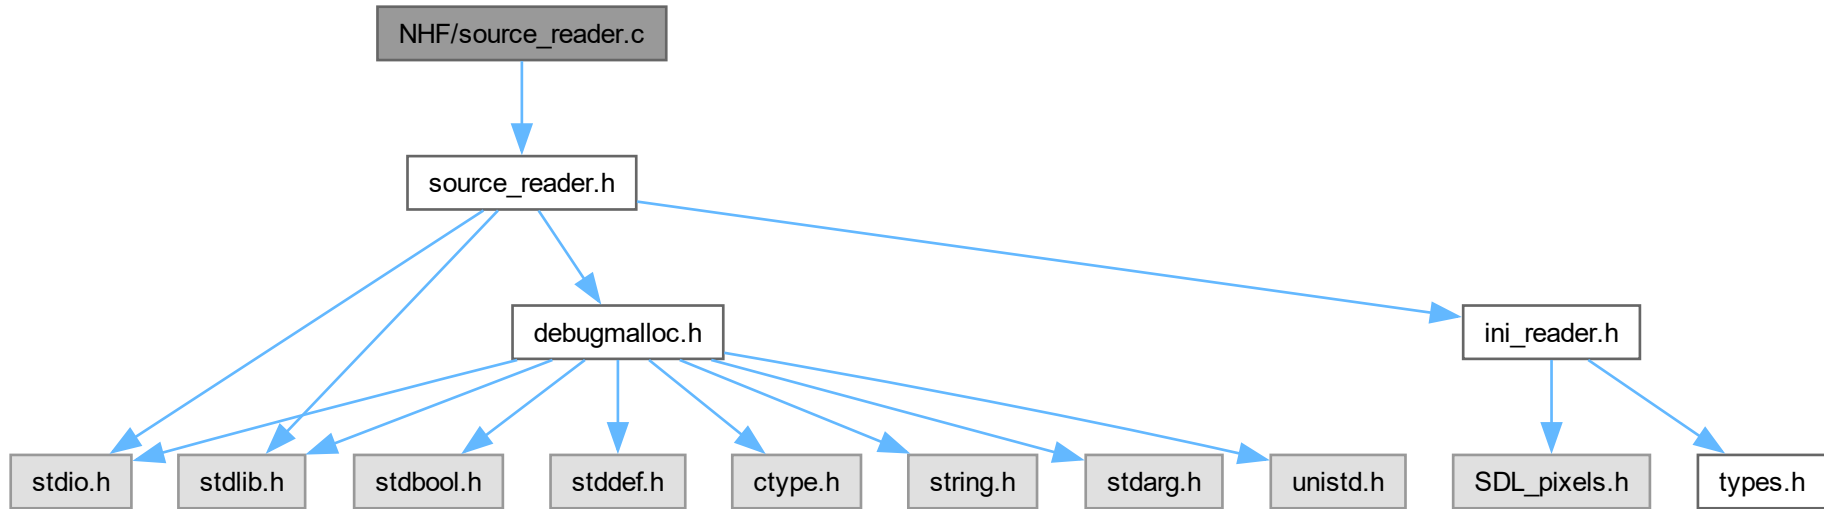 NHF/source_reader.c
source_reader.h
debugmalloc.h
ini_reader.h
stdio.h
stdlib.h
stdbool.h
stddef.h
ctype.h
string.h
stdarg.h
unistd.h
SDL_pixels.h
types.h